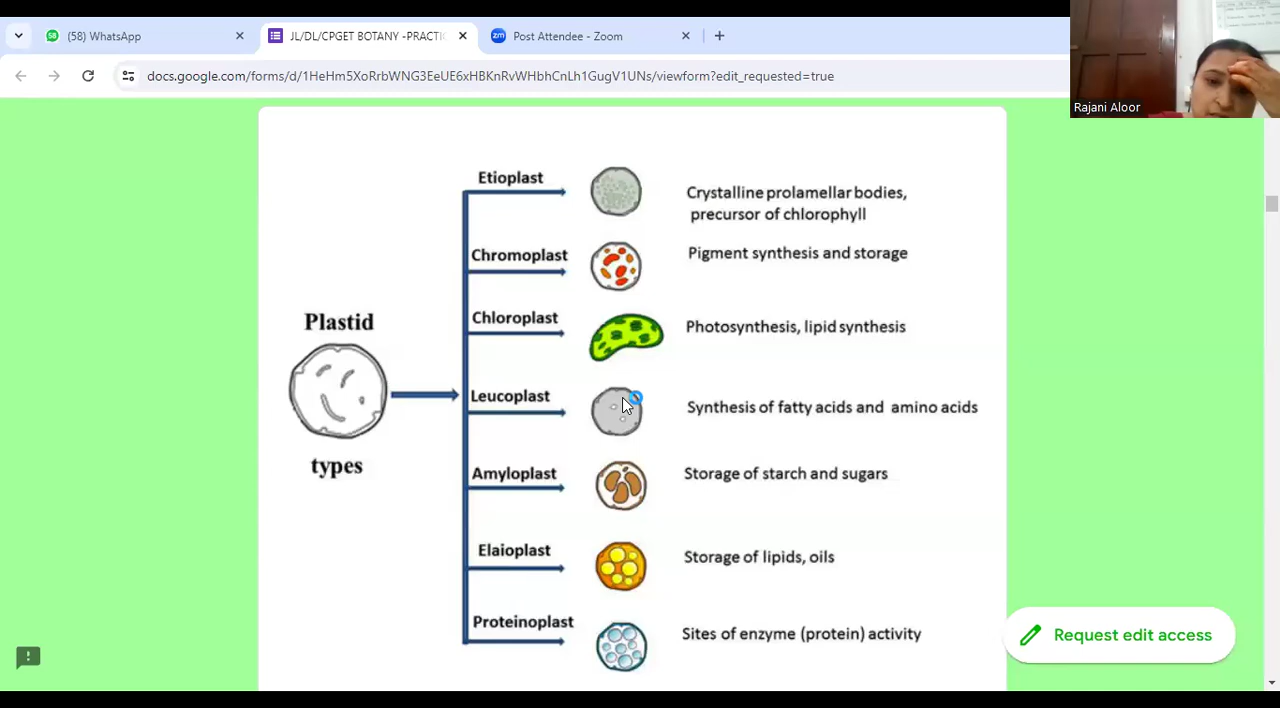 (58) WhatsApp
JL/DL/CPGET BOTANY -PRACTIC
Post Attendee - Zoom
docs.google.com/forms/d/1HeHm5XoRrbWNG3EeUE6xHBKnRvWHbhCnLh1GugV1UNs/viewform?edit_requested=true
Rajani Aloor
Plastid
types
Etioplast
Crystalline prolamellar bodies,
precursor of chlorophyll
Chromoplast
Pigment synthesis and storage
Chloroplast
Photosynthesis, lipid synthesis
Leucoplast
Synthesis of fatty acids and amino acids
Amyloplast
Storage of starch and sugars
Elaioplast
Storage of lipids, oils
Proteinoplast
Sites of enzyme (protein) activity
Request edit access